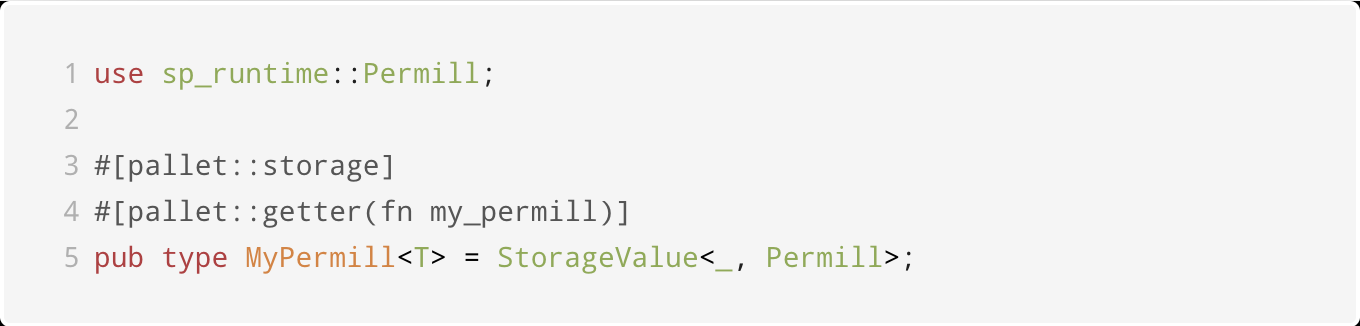 1 use sp_runtime::Permill;
2
3 #[pallet::storage]
4 #[pallet::getter(fn my_permill)]
5 pub type MyPermill<T> = StorageValue<_, Permill>;